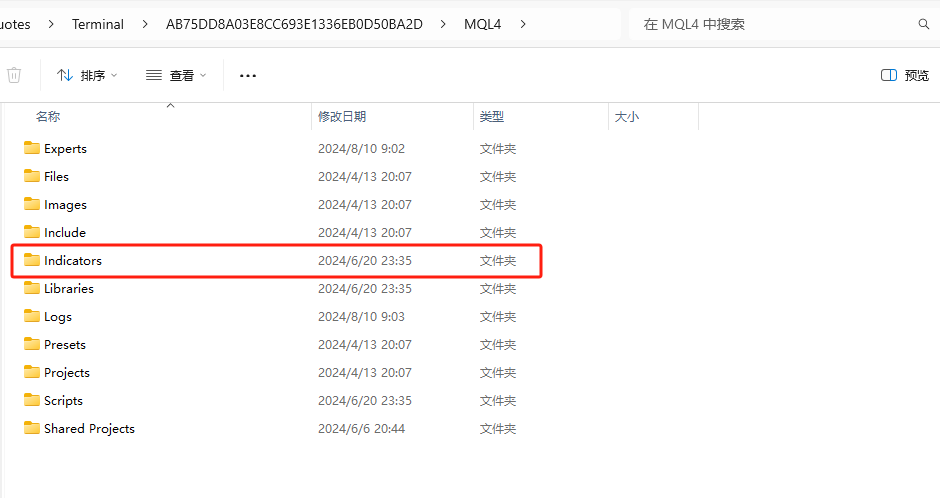 uotes > Terminal > AB75DD8A03E8CC693E1336EB0D50BA2D > MQL4 > 在 MQL4 中搜索
排序 查看 ... 预览
名称 修改日期 类型 大小
Experts 2024/8/10 9:02 文件夹
Files 2024/4/13 20:07 文件夹
Images 2024/4/13 20:07 文件夹
Include 2024/4/13 20:07 文件夹
Indicators 2024/6/20 23:35 文件夹
Libraries 2024/6/20 23:35 文件夹
Logs 2024/8/10 9:03 文件夹
Presets 2024/4/13 20:07 文件夹
Projects 2024/4/13 20:07 文件夹
Scripts 2024/6/20 23:35 文件夹
Shared Projects 2024/6/6 20:44 文件夹